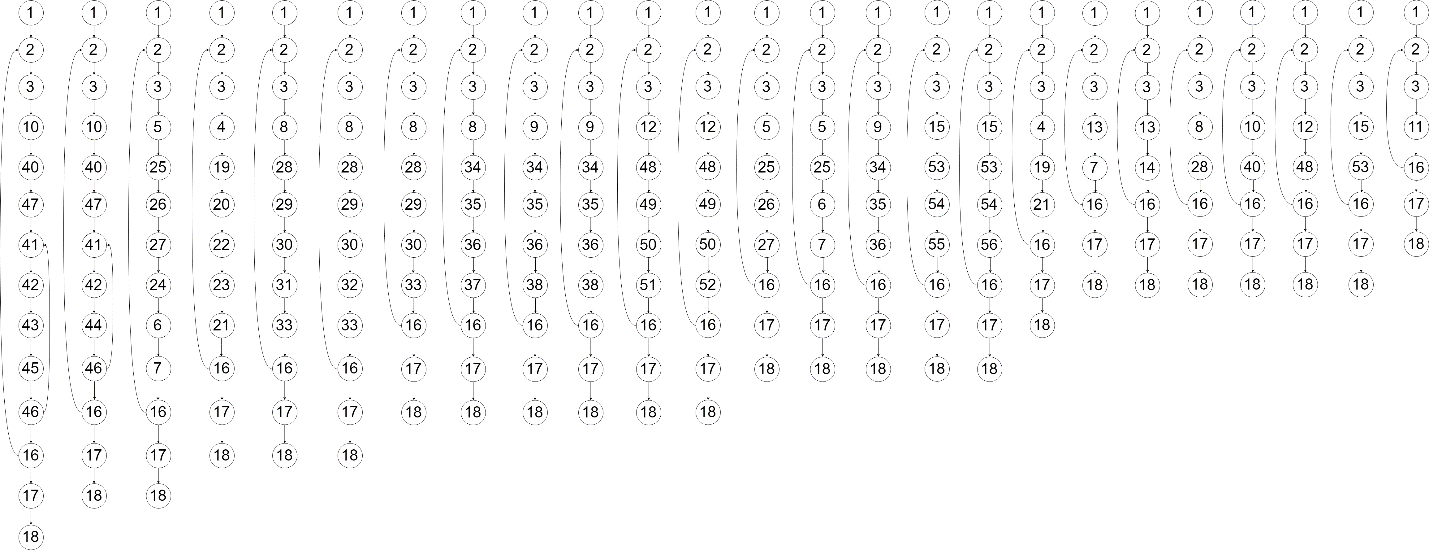 1 1 1 1 1 1 1 1 1 1 1 1 1 1 1 1 1 1 1 1 1 1 1 1 1
2 2 2 2 2 2 2 2 2 2 2 2 2 2 2 2 2 2 2 2 2 2 2 2 2
3 3 3 3 3 3 3 3 3 3 3 3 3 3 3 3 3 3 3 3 3 3 3 3 3
10 10 5 4 8 8 8 8 9 9 12 12 5 5 9 15 15 4 13 13 8 10 12 15 11
40 40 25 19 28 28 28 34 34 34 48 48 25 25 34 53 53 19 7 14 28 40 48 53 16
47 47 26 20 29 29 29 35 35 35 49 49 26 6 35 54 54 21 16 16 16 16 16 16 17
41 41 27 22 30 30 30 36 36 36 50 50 27 7 36 55 56 16 17 17 17 17 17 17 18
42 42 24 23 31 32 33 37 38 38 51 52 16 16 16 16 16 17 18 18 18 18 18 18
43 44 6 21 33 33 16 16 16 16 16 16 17 17 17 17 17 18
45 46 7 16 16 16 17 17 17 17 17 17 18 18 18 18 18
46 16 16 17 17 17 18 18 18 18 18 18
16 17 17 18 18 18
17 18 18
18